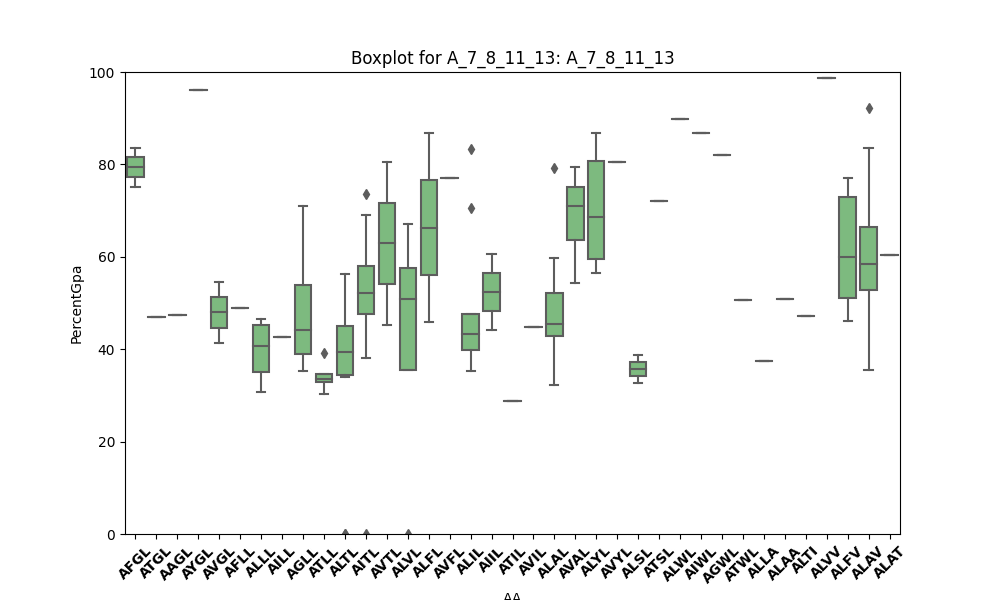 Boxplot for A_7_8_11_13: A_7_8_11_13
100
80
60
40
20
0
PercentGpa
AFGL
ATGL
AAGL
AYGL
AVGL
AFLL
ALLL
AILL
AGLL
ATLL
ALTL
AITL
AVTL
ALVL
ALFL
AVFL
ALIL
AIIL
ATIL
AVIL
ALAL
AVAL
ALYL
AVYL
ALSL
ATSL
ALWL
AIWL
AGWL
ATWL
ALLA
ALAA
ALTI
ALVV
ALFV
ALAV
ALAT
AA